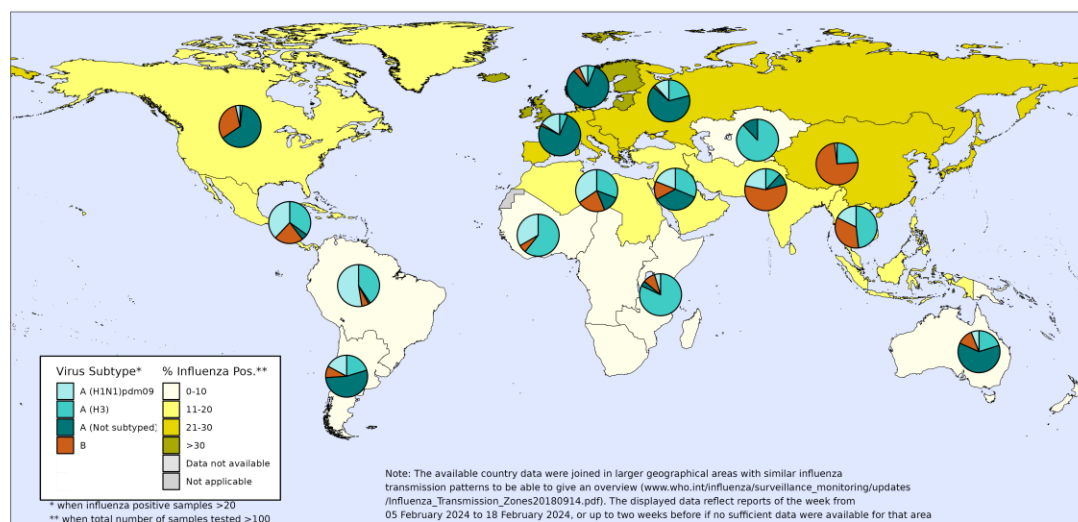 Virus Subtype*
A (H1N1)pdm09
A (H3)
A (Not subtyped)
B
% Influenza Pos.**
0-10
11-20
21-30
>30
Data not available
Not applicable
* when influenza positive samples >20
** when total number of samples tested >100
Note: The available country data were joined in larger geographical areas with similar influenza
transmission patterns to be able to give an overview (www.who.int/influenza/surveillance_monitoring/updates
/Influenza_Transmission_Zones20180914.pdf). The displayed data reflect reports of the week from
05 February 2024 to 18 February 2024, or up to two weeks before if no sufficient data were available for that area